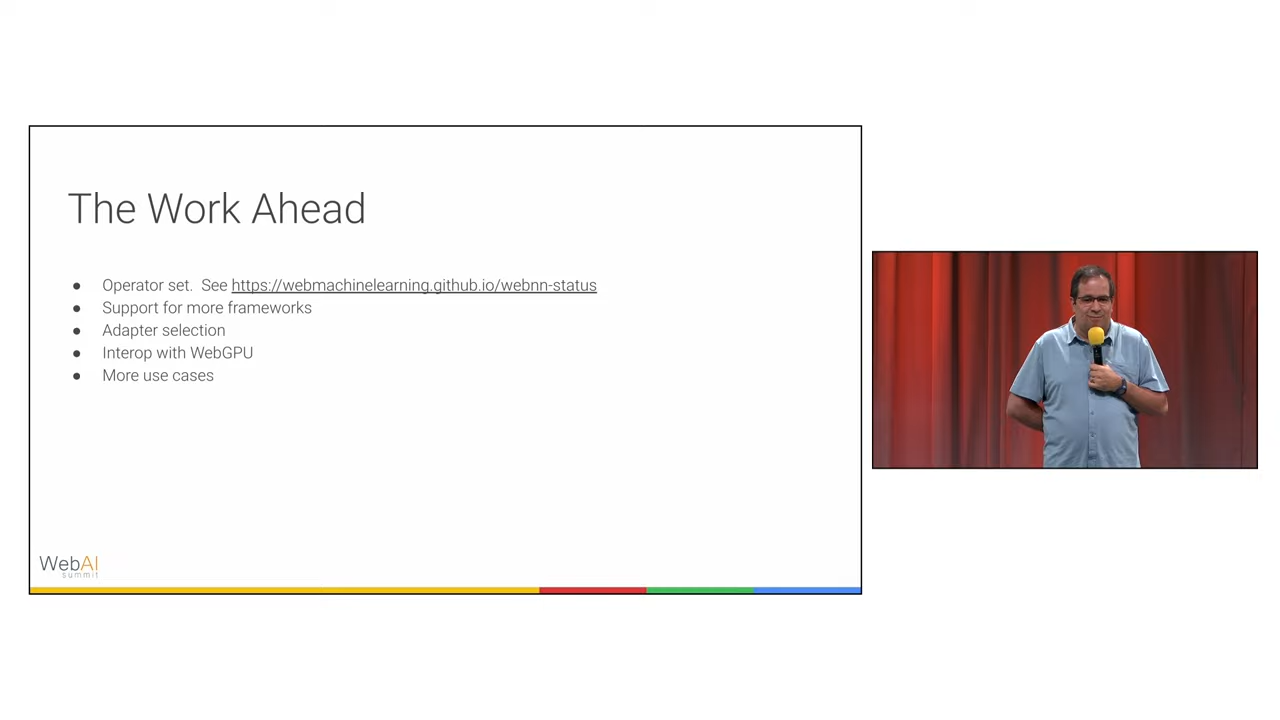 The Work Ahead
● Operator set. See https://webmachinelearning.github.io/webnn-status
● Support for more frameworks
● Adapter selection
● Interop with WebGPU
● More use cases
WebAI
summit